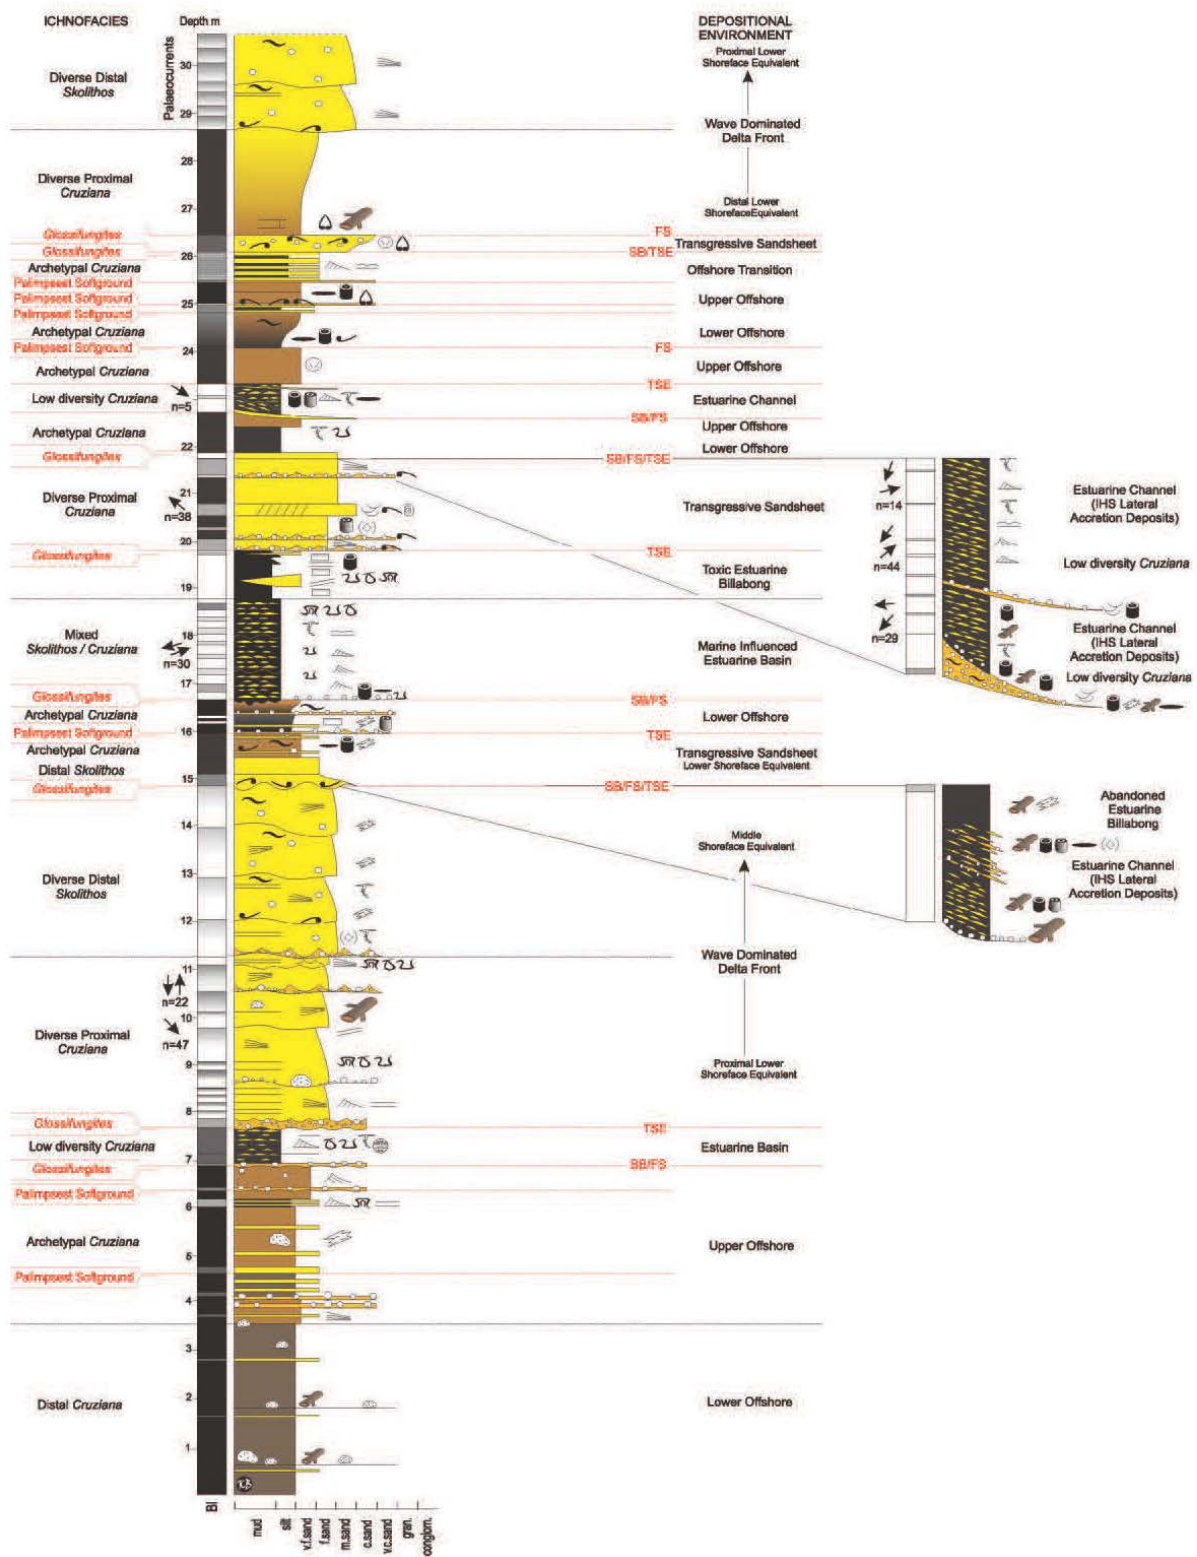 ICHNOFACIES
Depth m
DEPOSITIONAL
ENVIRONMENT
Palaeocurrents
30
29
28
27
26
25
24
22
21
20
19
18
17
16
15
14
13
12
11
10
9
8
7
6
5
4
3
2
1
Diverse Distal
Skolithos
Diverse Proximal
Cruziana
Glossifungites
Glossifungites
Archetypal Cruziana
Palimpsest Softground
Palimpsest Softground
Palimpsest Softground
Archetypal Cruziana
Palimpsest Softground
Archetypal Cruziana
Low diversity Cruziana
n=5
Archetypal Cruziana
Glossifungites
Diverse Proximal
Cruziana
n=38
Glossifungites
Mixed
Skolithos / Cruziana
n=30
Glossifungites
Archetypal Cruziana
Palimpsest Softground
Archetypal Cruziana
Distal Skolithos
Glossifungites
Diverse Distal
Skolithos
n=22
Diverse Proximal
Cruziana
n=47
Glossifungites
Low diversity Cruziana
Glossifungites
Palimpsest Softground
Archetypal Cruziana
Palimpsest Softground
Distal Cruziana
Proximal Lower
Shoreface Equivalent
Wave Dominated
Delta Front
Distal Lower
ShorefaceEquivalent
FS
Transgressive Sandsheet
SB/TSE
Offshore Transition
Upper Offshore
Lower Offshore
FS
Upper Offshore
TSE
Estuarine Channel
SB/FS
Upper Offshore
Lower Offshore
SB/FS/TSE
Transgressive Sandsheet
TSE
Toxic Estuarine
Billabong
Marine Influenced
Estuarine Basin
SB/FS
Lower Offshore
TSE
Transgressive Sandsheet
Lower Shoreface Equivalent
SB/FS/TSE
Middle
Shoreface Equivalent
Wave Dominated
Delta Front
Proximal Lower
Shoreface Equivalent
TSE
Estuarine Basin
SB/FS
Upper Offshore
Lower Offshore
n=14
n=44
n=29
Estuarine Channel
(IHS Lateral
Accretion Deposits)
Low diversity Cruziana
Estuarine Channel
(IHS Lateral
Accretion Deposits)
Low diversity Cruziana
Abandoned
Estuarine
Billabong
Estuarine Channel
(IHS Lateral
Accretion Deposits)
BI
mud
silt
v.f.sand
f.sand
m.sand
c.sand
v.c.sand
gran.
conglom.